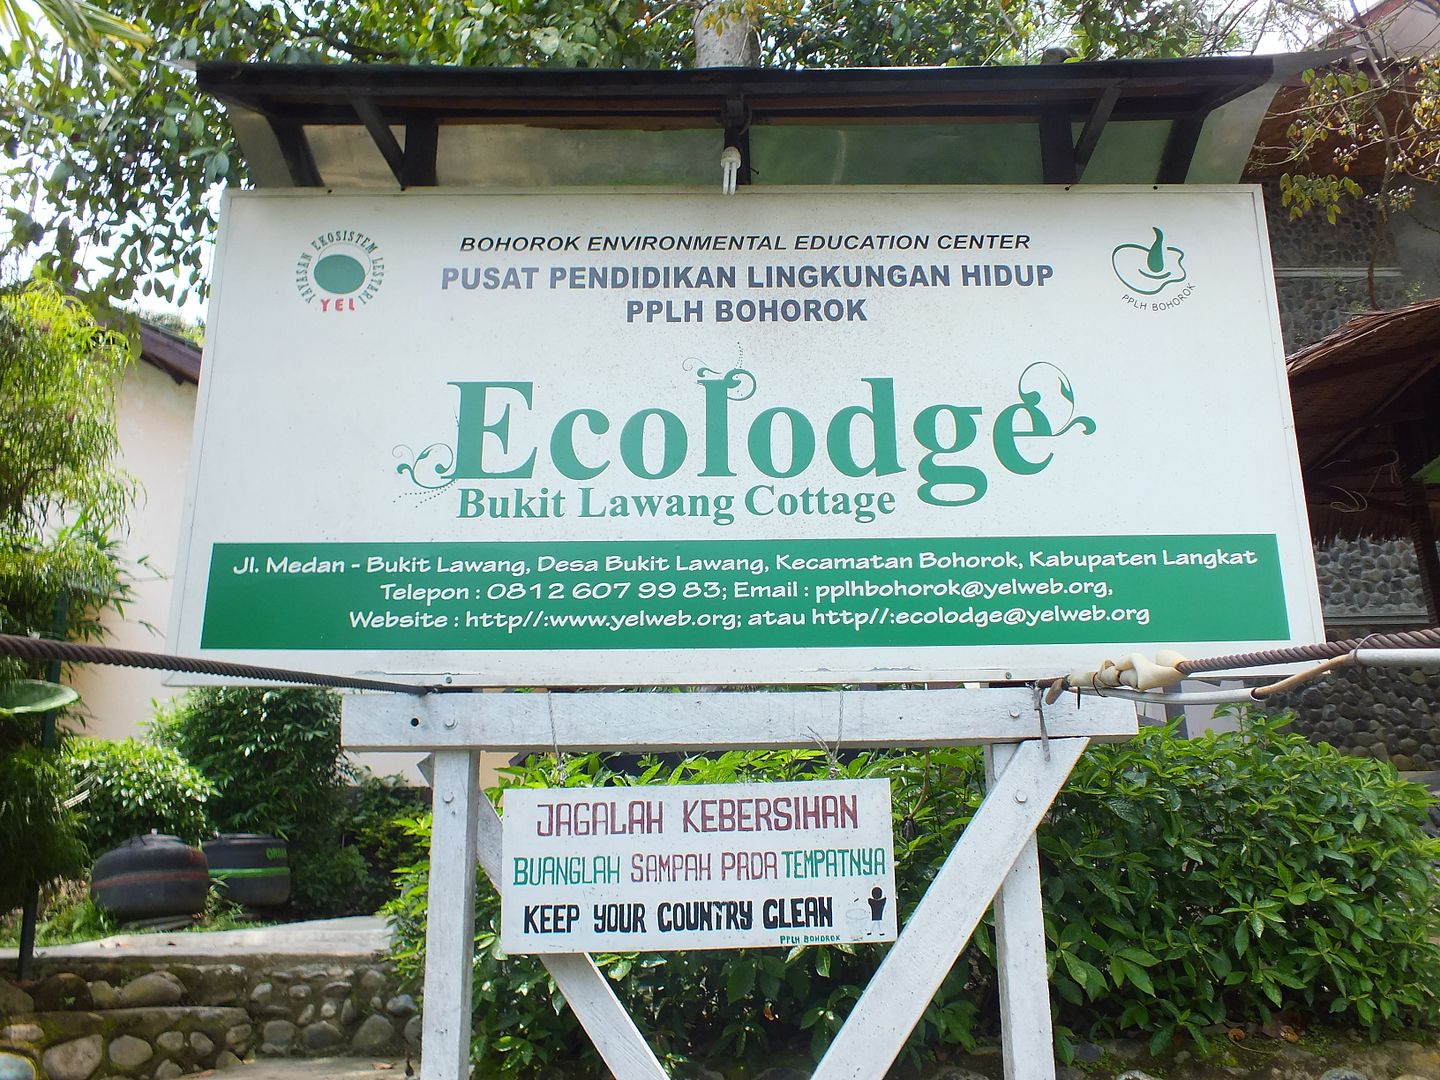 BOHOROK ENVIRONMENTAL EDUCATION CENTER
PUSAT PENDIDIKAN LINGKUNGAN HIDUP
PPLH BOHOROK
YAYASAN EKOSISTEM LESTARI
YEL
PPLH BOHOROK
Ecolodge
Bukit Lawang Cottage
Jl. Medan - Bukit Lawang, Desa Bukit Lawang, Kecamatan Bohorok, Kabupaten Langkat
Telepon : 0812 607 99 83; Email : pplhbohorok@yelweb.org,
Website : http//:www.yelweb.org; atau http//:ecolodge@yelweb.org
JAGALAH KEBERSIHAN
BUANGLAH SAMPAH PADA TEMPATNYA
KEEP YOUR COUNTRY CLEAN
PPLH BOHOROK